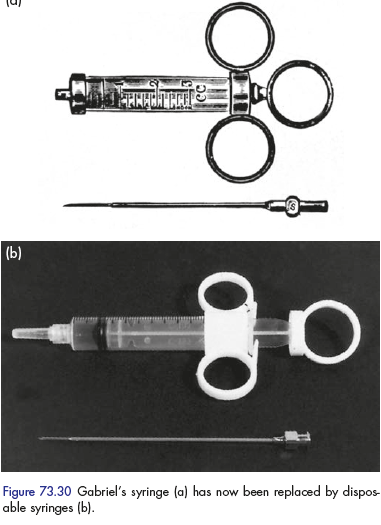 (a)
1 2 3 CC
(b)
Figure 73.30 Gabriel's syringe (a) has now been replaced by dispos-
able syringes (b).